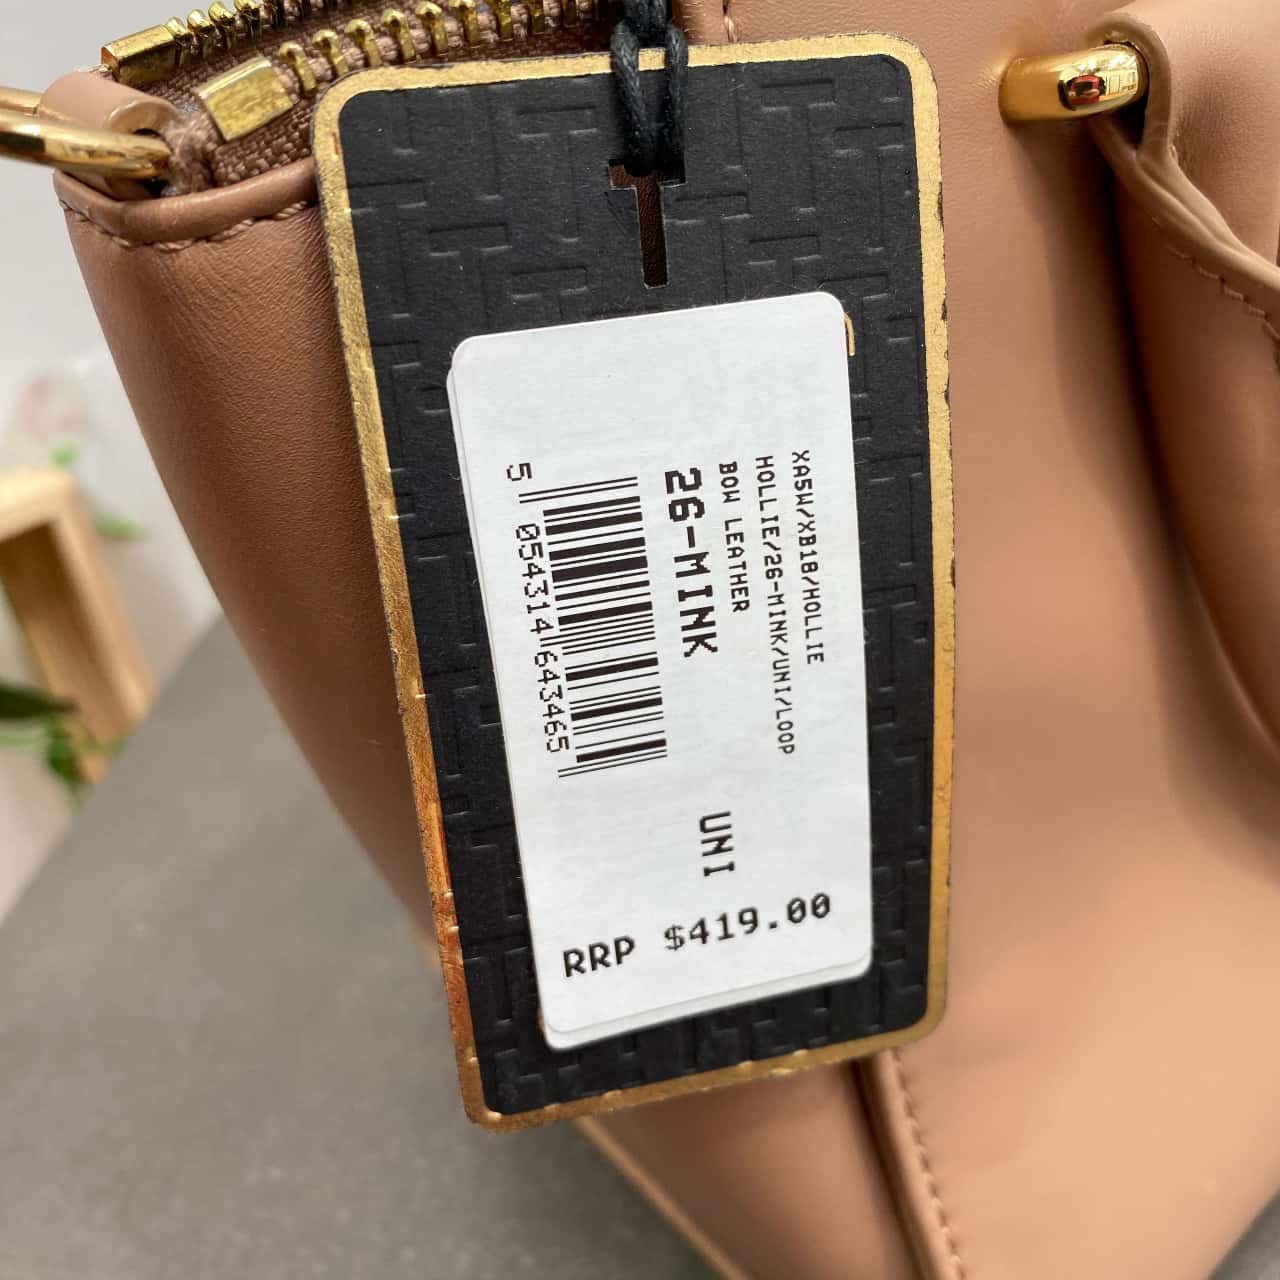 XA5W/XB18/HOLLIE
HOLLIE/26-MINK/UNI/LOOP
BOW LEATHER
26-MINK UNI
5 054314 643465
RRP $419.00